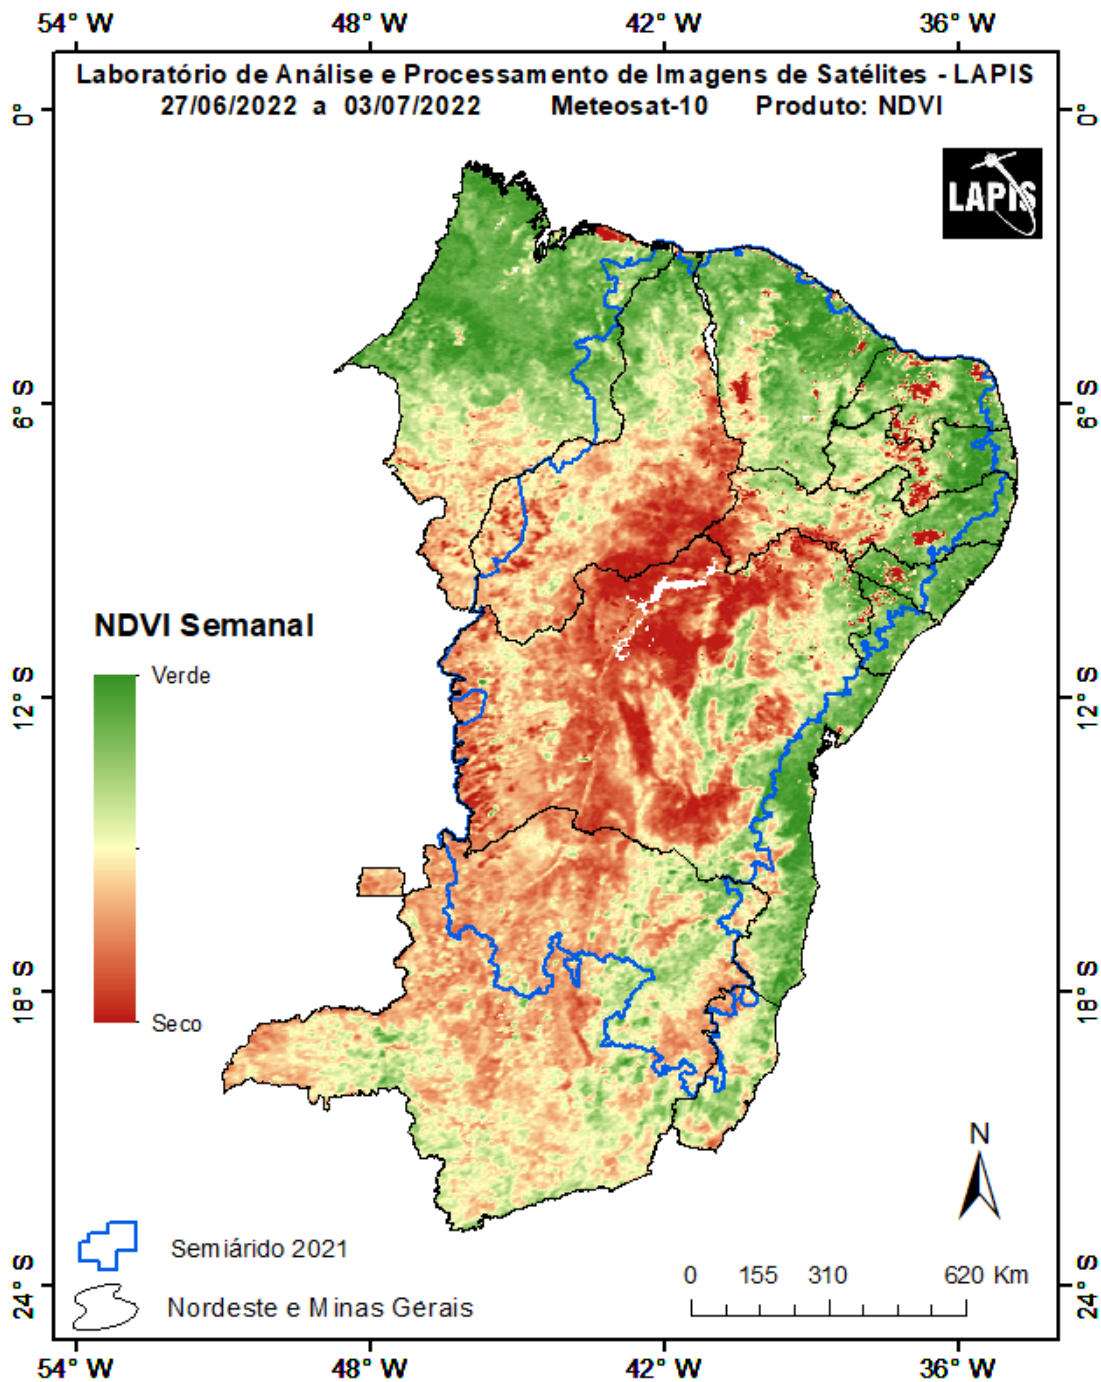 54° W 48° W 42° W 36° W
Laboratório de Análise e Processamento de Imagens de Satélites - LAPIS
27/06/2022 a 03/07/2022 Meteosat-10 Produto: NDVI
0° 0°
LAPIS
6° S 6° S
NDVI Semanal
Verde
12° S 12° S
18° S 18° S
Seco
N
Semiárido 2021
0 155 310 620 Km
24° S 24° S
Nordeste e Minas Gerais
54° W 48° W 42° W 36° W